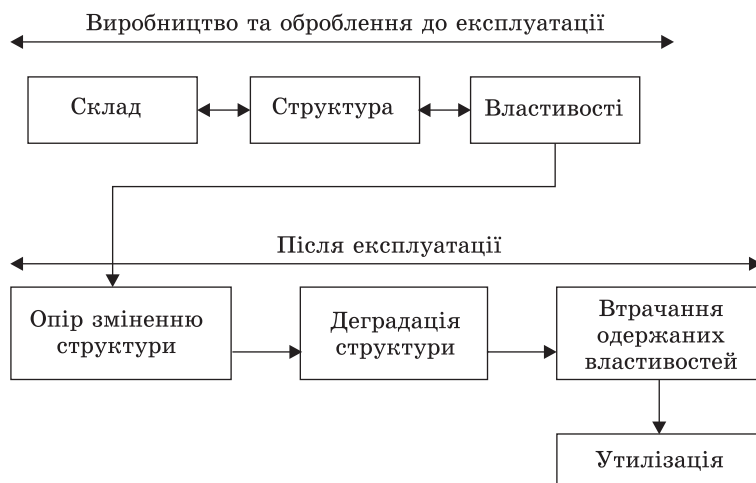 Виробництво та оброблення до експлуатації
Склад
Структура
Властивості
Після експлуатації
Опір зміненню
структури
Деградація
структури
Втрачання
одержаних
властивостей
Утилізація